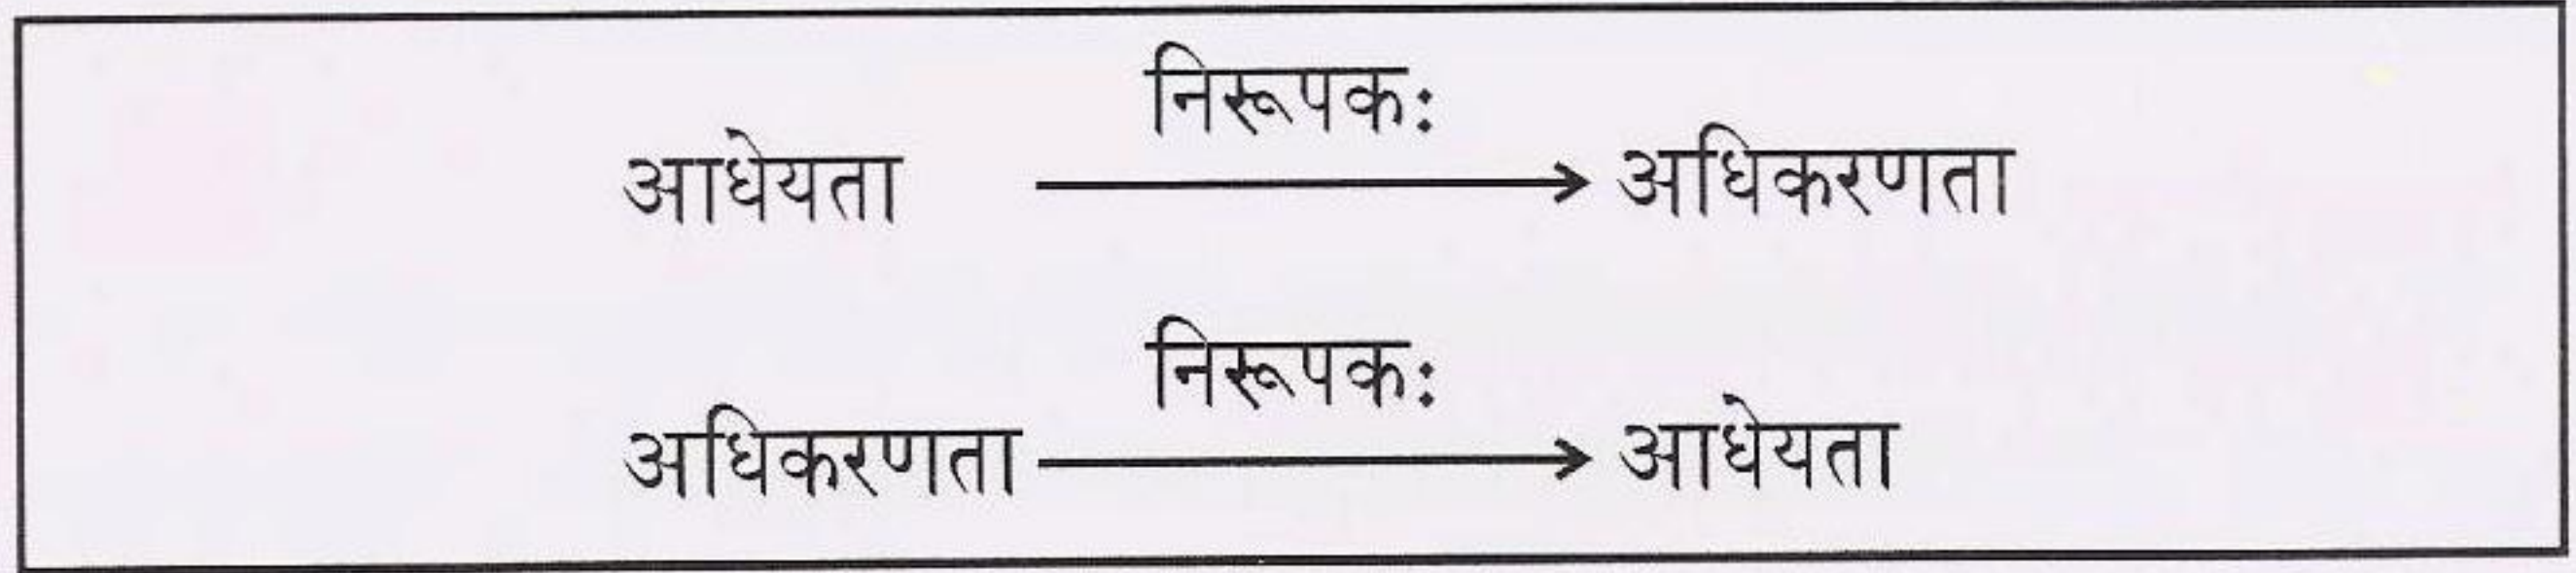 निरूपकः
आधेयता → अधिकरणता
निरूपकः
अधिकरणता → आधेयता